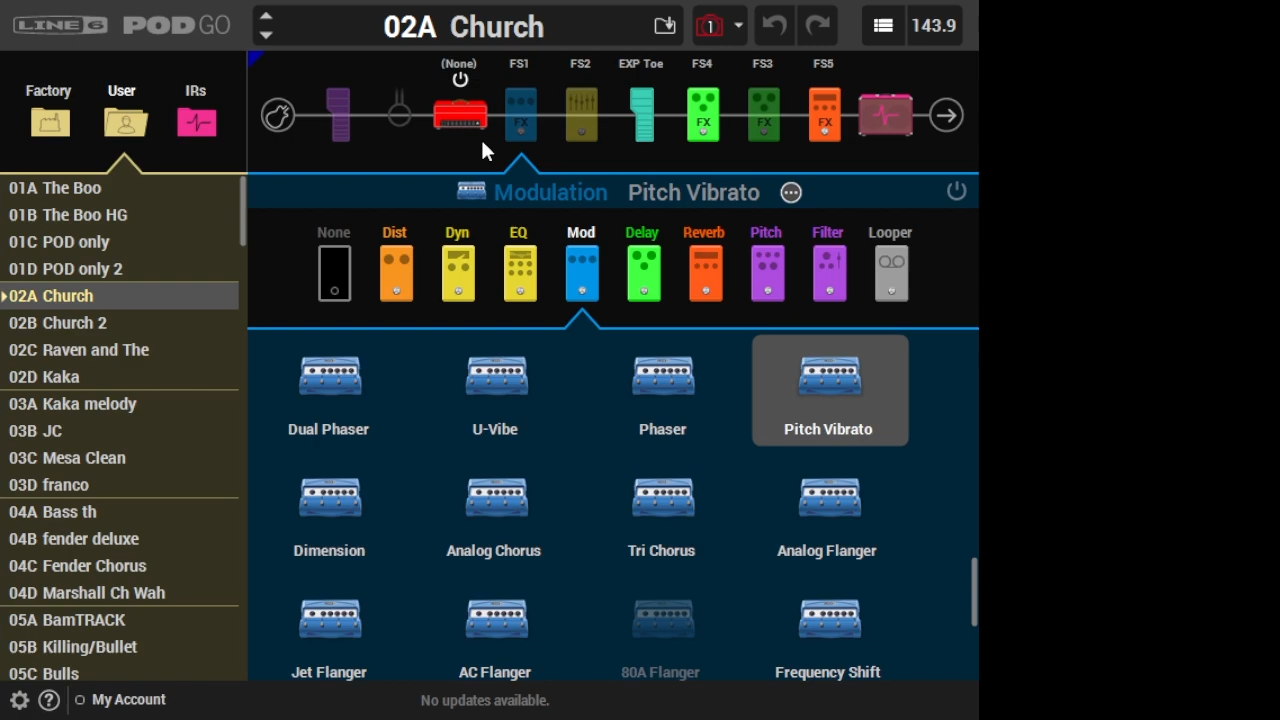 LINE 6 POD GO
02A Church
1
143.9
Factory
User
IRs
(None)
FS1
FS2
EXP Toe
FS4
FS3
FS5
FX
FX
FX
FX
Modulation Pitch Vibrato
None
Dist
Dyn
EQ
Mod
Delay
Reverb
Pitch
Filter
Looper
01A The Boo
01B The Boo HG
01C POD only
01D POD only 2
02A Church
02B Church 2
02C Raven and The
02D Kaka
03A Kaka melody
03B JC
03C Mesa Clean
03D franco
04A Bass th
04B fender deluxe
04C Fender Chorus
04D Marshall Ch Wah
05A BamTRACK
05B Killing/Bullet
05C Bulls
Dual Phaser
U-Vibe
Phaser
Pitch Vibrato
Dimension
Analog Chorus
Tri Chorus
Analog Flanger
Jet Flanger
AC Flanger
80A Flanger
Frequency Shift
? My Account
No updates available.